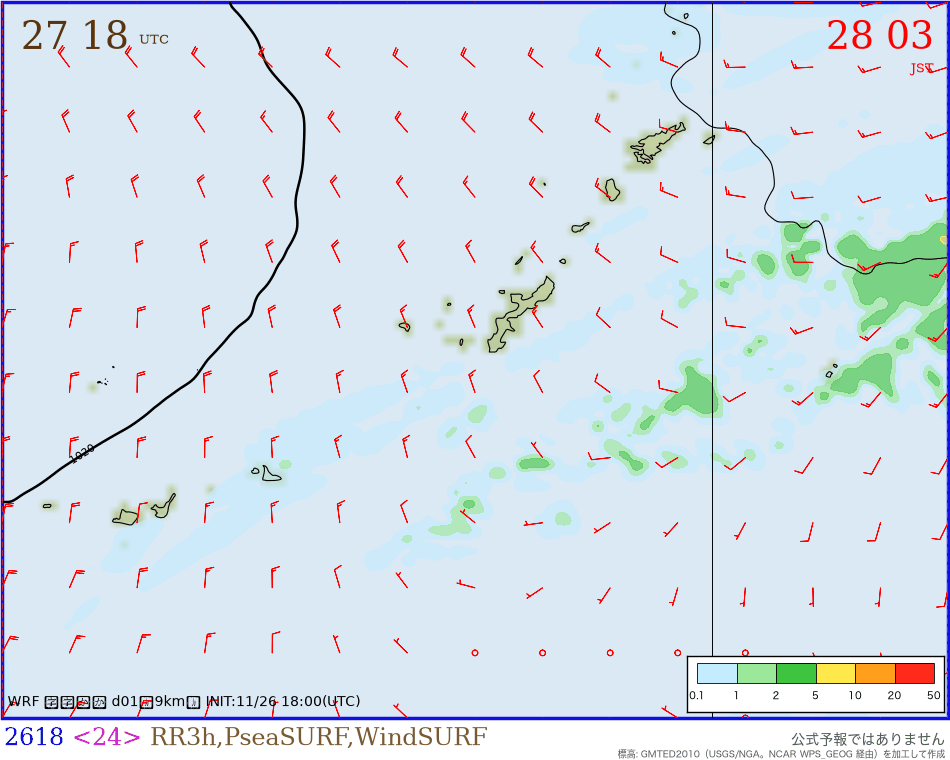 27 18 UTC
28 03
JST
1020
WRF d01 9km INIT:11/26 18:00(UTC)
0.1 1 2 5 10 20 50
2618 <24> RR3h,PseaSURF,WindSURF
公式予報ではありません
標高: GMTED2010（USGS/NGA。NCAR WPS_GEOG 経由）を加工して作成